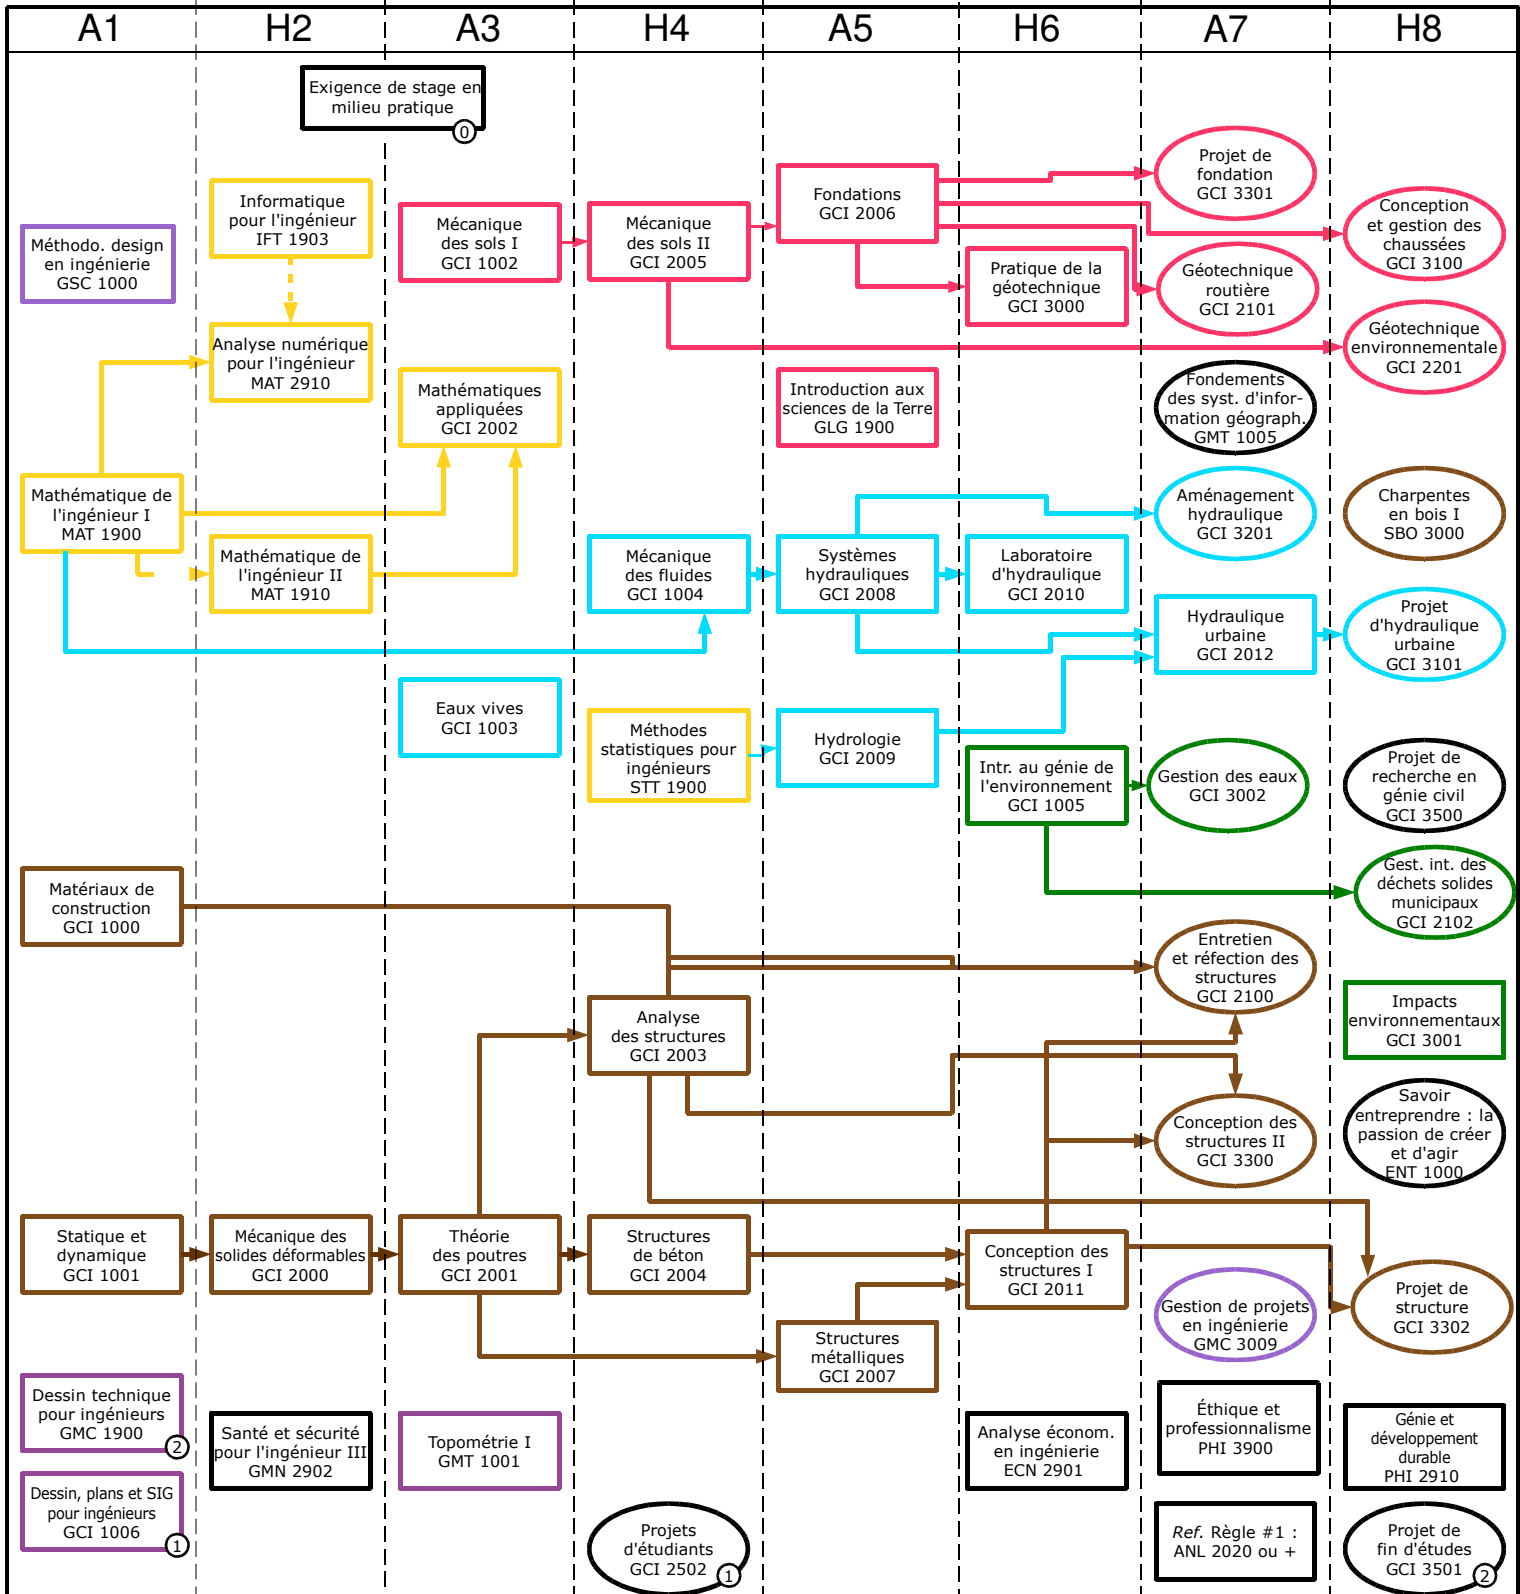 A1
H2
A3
H4
A5
H6
A7
H8
Exigence de stage en
milieu pratique
0
Méthodo. design
en ingénierie
GSC 1000
Mathématique de
l'ingénieur I
MAT 1900
Matériaux de
construction
GCI 1000
Statique et
dynamique
GCI 1001
Dessin technique
pour ingénieurs
GMC 1900
2
Dessin, plans et SIG
pour ingénieurs
GCI 1006
1
Informatique
pour l'ingénieur
IFT 1903
Analyse numérique
pour l'ingénieur
MAT 2910
Mathématique de
l'ingénieur II
MAT 1910
Mécanique des
solides déformables
GCI 2000
Santé et sécurité
pour l'ingénieur III
GMN 2902
Mécanique
des sols I
GCI 1002
Mathématiques
appliquées
GCI 2002
Eaux vives
GCI 1003
Théorie
des poutres
GCI 2001
Topométrie I
GMT 1001
Mécanique
des sols II
GCI 2005
Mécanique
des fluides
GCI 1004
Méthodes
statistiques pour
ingénieurs
STT 1900
Analyse
des structures
GCI 2003
Structures
de béton
GCI 2004
Projets
d'étudiants
GCI 2502
1
Fondations
GCI 2006
Introduction aux
sciences de la Terre
GLG 1900
Systèmes
hydrauliques
GCI 2008
Hydrologie
GCI 2009
Structures
métalliques
GCI 2007
Pratique de la
géotechnique
GCI 3000
Laboratoire
d'hydraulique
GCI 2010
Intr. au génie de
l'environnement
GCI 1005
Conception des
structures I
GCI 2011
Analyse économ.
en ingénierie
ECN 2901
Projet de
fondation
GCI 3301
Géotechnique
routière
GCI 2101
Fondements
des syst. d'infor-
mation géograph.
GMT 1005
Aménagement
hydraulique
GCI 3201
Hydraulique
urbaine
GCI 2012
Gestion des eaux
GCI 3002
Entretien
et réfection des
structures
GCI 2100
Conception des
structures II
GCI 3300
Gestion de projets
en ingénierie
GMC 3009
Éthique et
professionnalisme
PHI 3900
Ref. Règle #1 :
ANL 2020 ou +
Conception
et gestion des
chaussées
GCI 3100
Géotechnique
environnementale
GCI 2201
Charpentes
en bois I
SBO 3000
Projet
d'hydraulique
urbaine
GCI 3101
Projet de
recherche en
génie civil
GCI 3500
Gest. int. des
déchets solides
municipaux
GCI 2102
Impacts
environnementaux
GCI 3001
Savoir
entreprendre : la
passion de créer
et d'agir
ENT 1000
Projet de
structure
GCI 3302
Génie et
développement
durable
PHI 2910
Projet de
fin d'études
GCI 3501
2